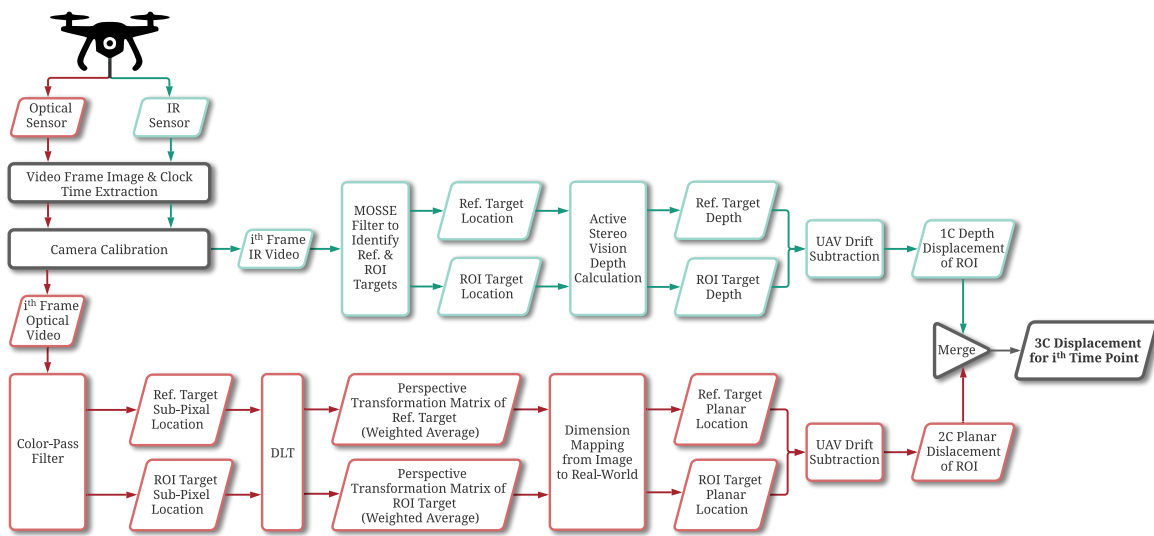 Optical
Sensor
IR
Sensor
Video Frame Image & Clock
Time Extraction
Camera Calibration
ith Frame
IR Video
MOSSE
Filter to
Identify
Ref. &
ROI
Targets
Ref. Target
Location
ROI Target
Location
Active
Stereo
Vision
Depth
Calculation
Ref. Target
Depth
ROI Target
Depth
UAV Drift
Subtraction
1C Depth
Displacement
of ROI
Merge
3C Displacement
for ith Time Point
ith Frame
Optical
Video
Color-Pass
Filter
Ref. Target
Sub-Pixal
Location
ROI Target
Sub-Pixel
Location
DLT
Perspective
Transformation Matrix of
Ref. Target
(Weighted Average)
Perspective
Transformation Matrix of
ROI Target
(Weighted Average)
Dimension
Mapping
from Image
to Real-World
Ref. Target
Planar
Location
ROI Target
Planar
Location
UAV Drift
Subtraction
2C Planar
Dislacement
of ROI